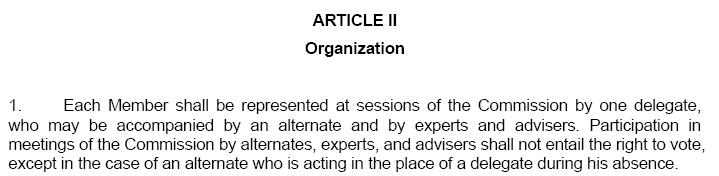 ARTICLE II
Organization
1. Each Member shall be represented at sessions of the Commission by one delegate,
who may be accompanied by an alternate and by experts and advisers. Participation in
meetings of the Commission by alternates, experts, and advisers shall not entail the right to vote,
except in the case of an alternate who is acting in the place of a delegate during his absence.